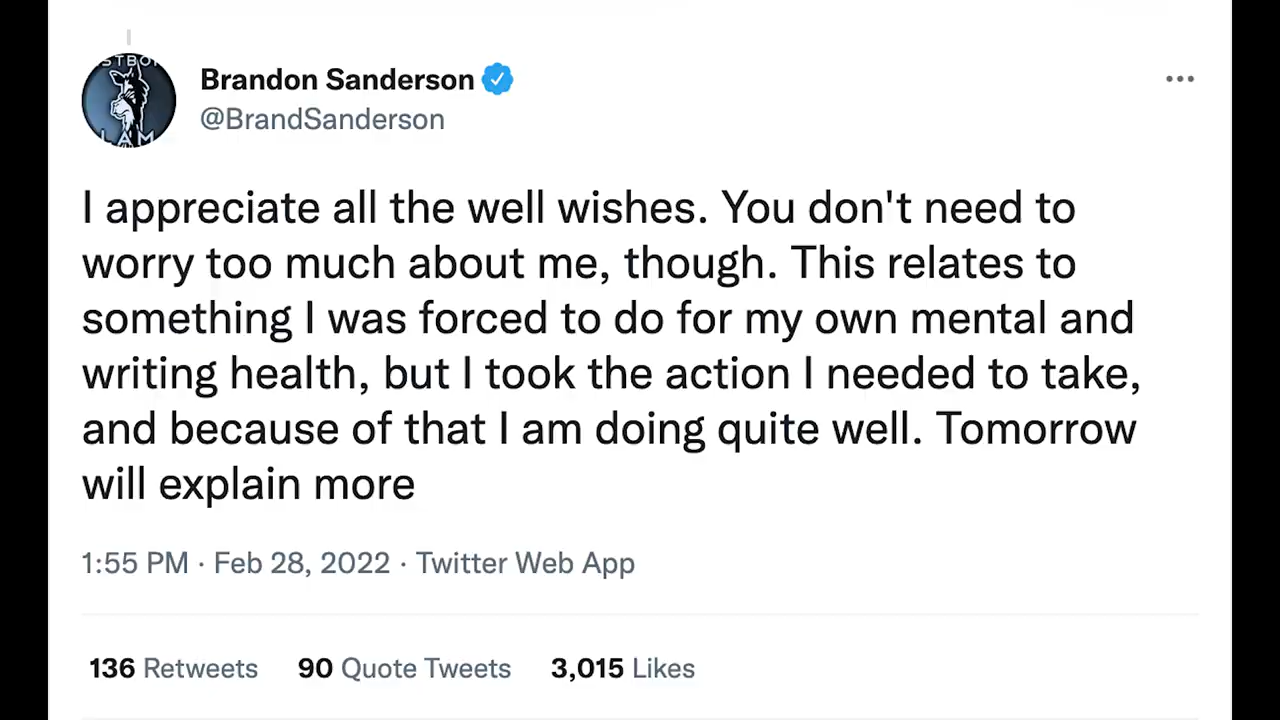 STBO
LAM
Brandon Sanderson
@BrandSanderson
I appreciate all the well wishes. You don't need to
worry too much about me, though. This relates to
something I was forced to do for my own mental and
writing health, but I took the action I needed to take,
and because of that I am doing quite well. Tomorrow
will explain more
1:55 PM · Feb 28, 2022 · Twitter Web App
136 Retweets 90 Quote Tweets 3,015 Likes